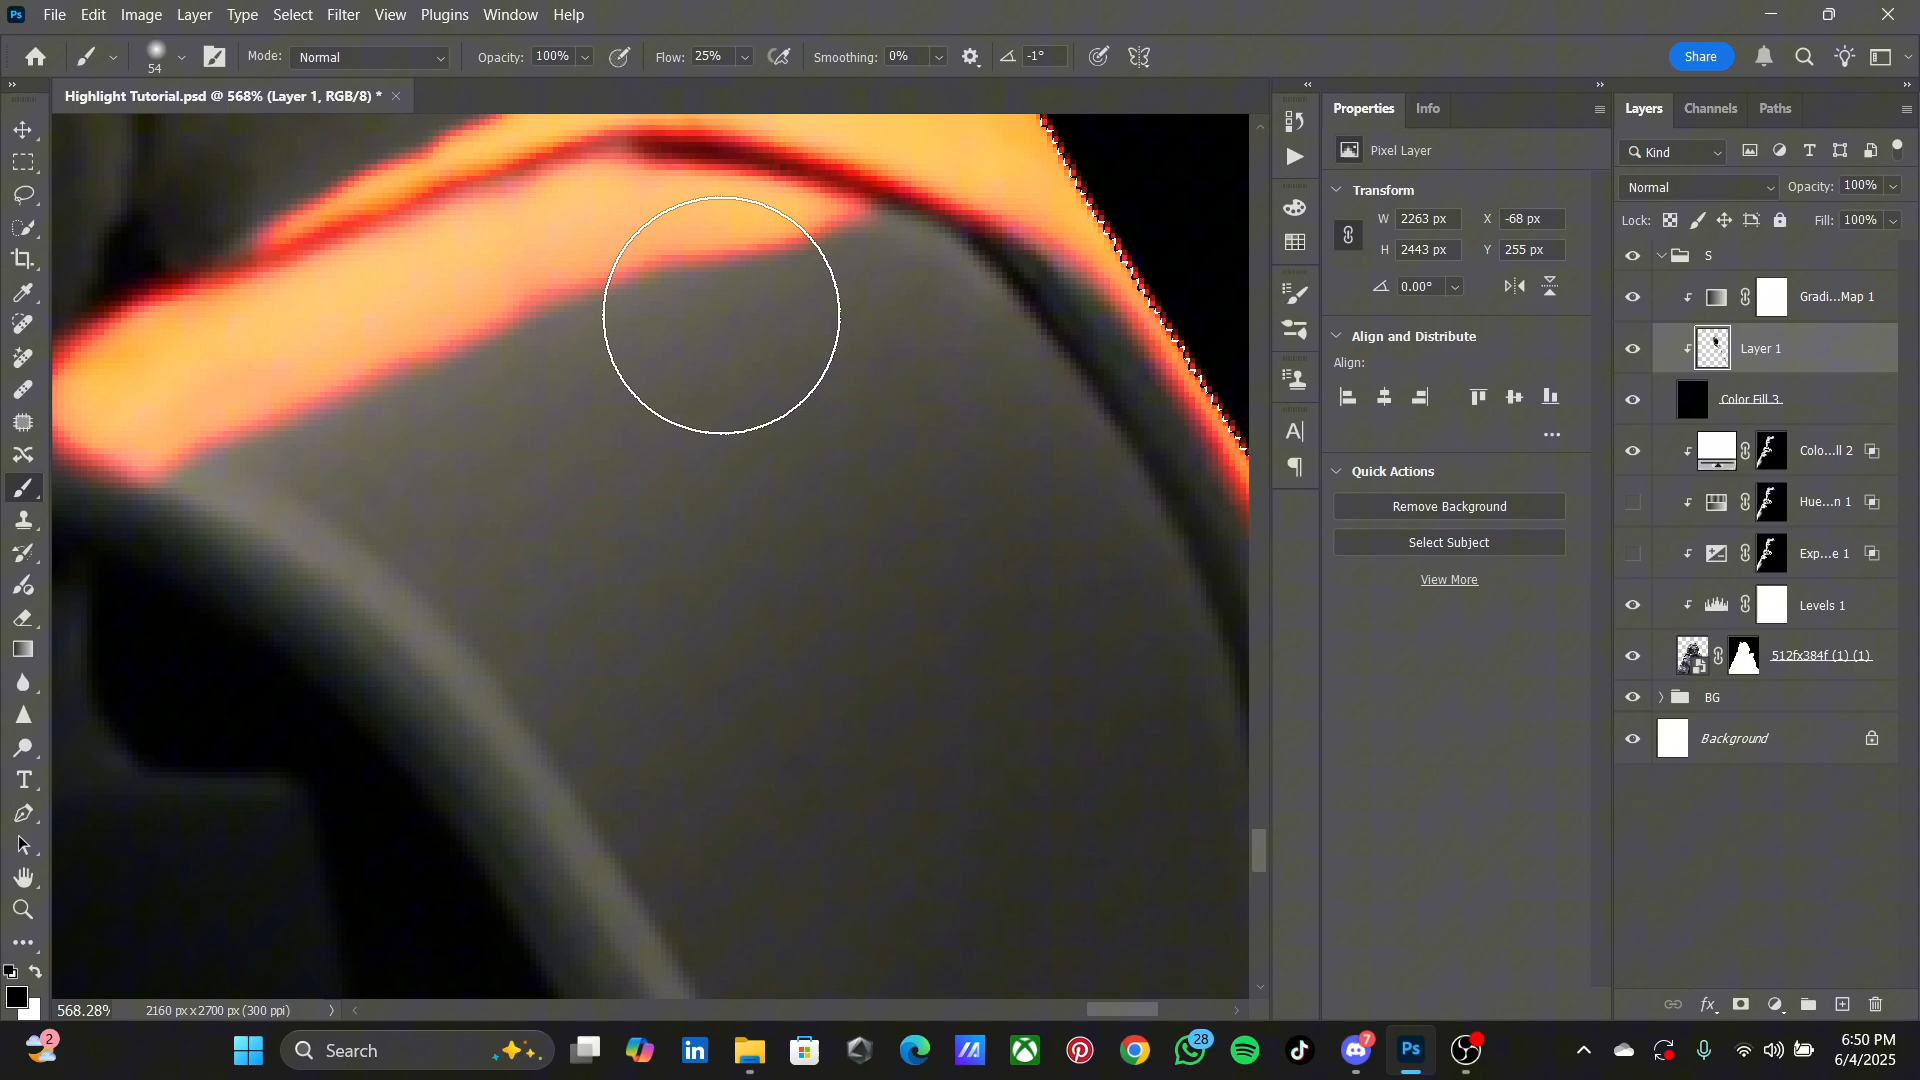 Ps File Edit Image Layer Type Select Filter View Plugins Window Help
54 Mode: Normal Opacity: 100% Flow: 25% Smoothing: 0% -1° Share
Highlight Tutorial.psd @ 568% (Layer 1, RGB/8) *
Properties Info
Pixel Layer
Transform
W 2263 px X -68 px
H 2443 px Y 255 px
0.00°
Align and Distribute
Align:
Quick Actions
Remove Background
Select Subject
View More
Layers Channels Paths
Kind
Normal Opacity: 100%
Lock: Fill: 100%
S
Gradi...Map 1
Layer 1
Color Fill 3
Colo...ll 2
Hue...n 1
Exp...e 1
Levels 1
512fx384f (1) (1)
BG
Background
568.28% 2160 px x 2700 px (300 ppi)
2 Search 28 7 Ps 6:50 PM
6/4/2025